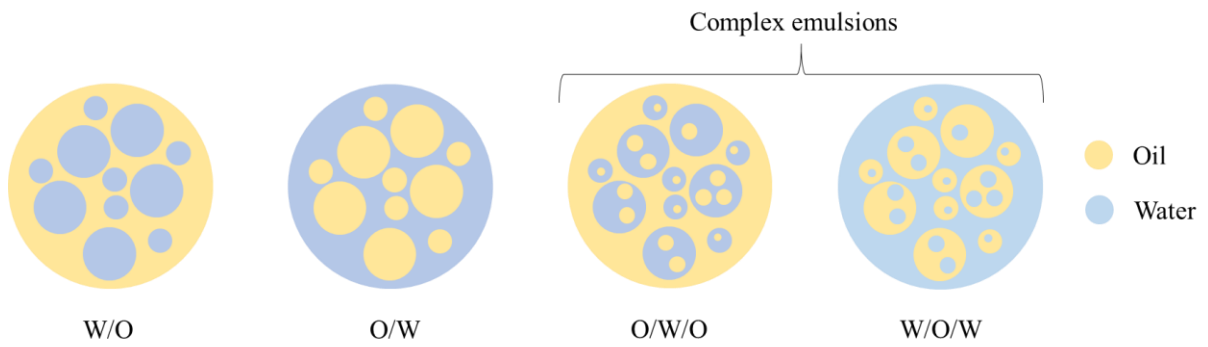 Complex emulsions
Oil
Water
W/O
O/W
O/W/O
W/O/W